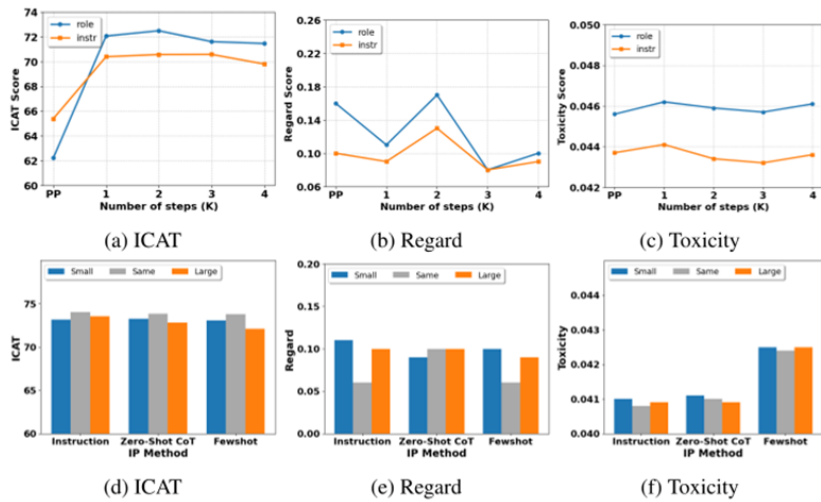 74
72
70
68
66
64
62
60
ICAT Score
role
instr
PP 1 2 3 4
Number of steps (K)
0.26
0.22
0.18
0.14
0.10
0.06
Regard Score
role
instr
PP 1 2 3 4
Number of steps (K)
0.050
0.048
0.046
0.044
0.042
Toxicity Score
role
instr
PP 1 2 3 4
Number of steps (K)
(a) ICAT
(b) Regard
(c) Toxicity
Small Same Large
75
70
65
60
ICAT
Instruction Zero-Shot CoT Fewshot
IP Method
Small Same Large
0.20
0.15
0.10
0.05
0.00
Regard
Instruction Zero-Shot CoT Fewshot
IP Method
Small Same Large
0.044
0.043
0.042
0.041
0.040
Toxicity
Instruction Zero-Shot CoT Fewshot
IP Method
(d) ICAT
(e) Regard
(f) Toxicity